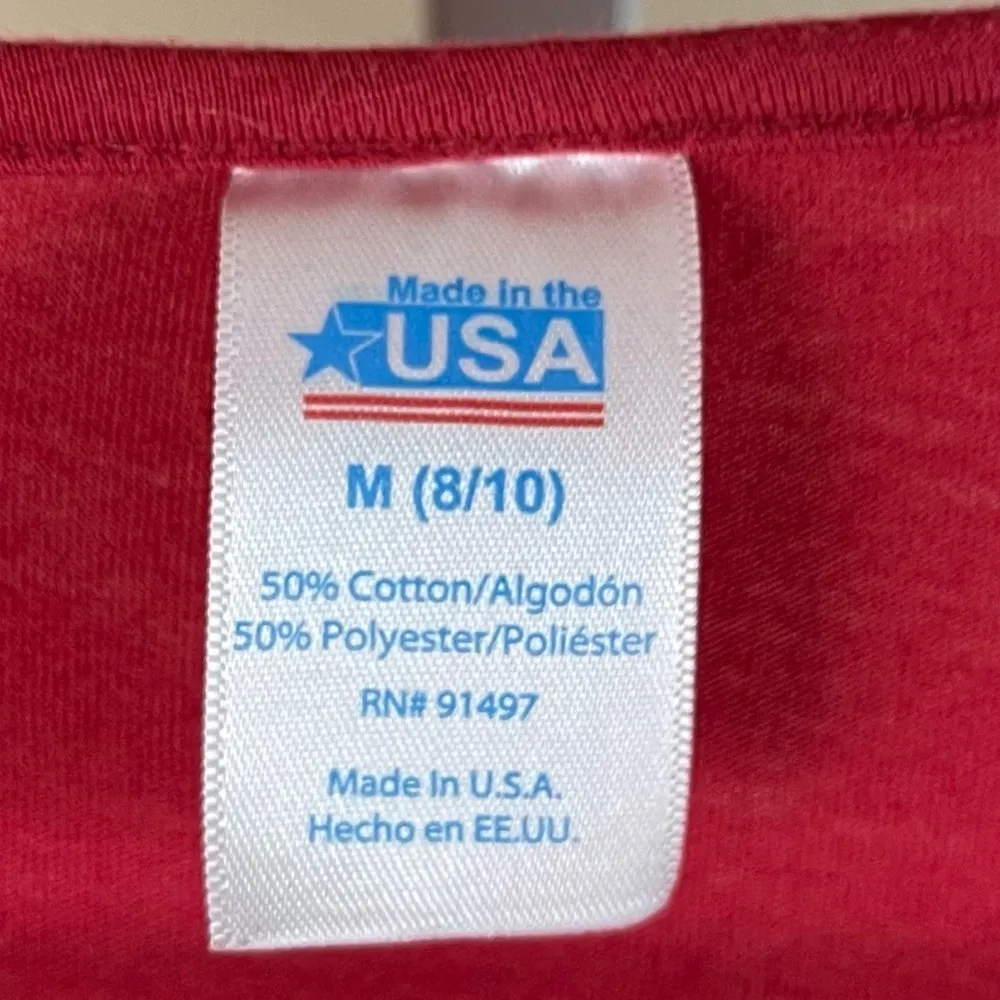 Made in the
USA
M (8/10)
50% Cotton/Algodón
50% Polyester/Poliéster
RN# 91497
Made In U.S.A.
Hecho en EE.UU.